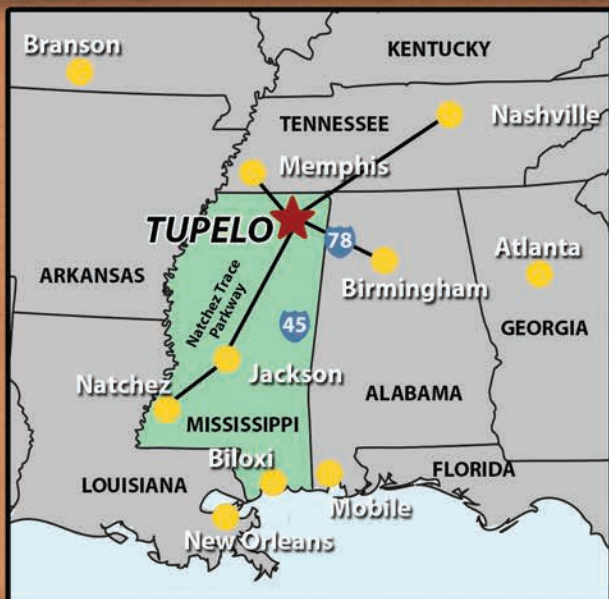 Branson
KENTUCKY
Nashville
TENNESSEE
Memphis
TUPELO
78
Atlanta
ARKANSAS
Birmingham
Natchez Trace
Parkway
45
GEORGIA
Natchez
Jackson
ALABAMA
MISSISSIPPI
Biloxi
FLORIDA
LOUISIANA
Mobile
New Orleans